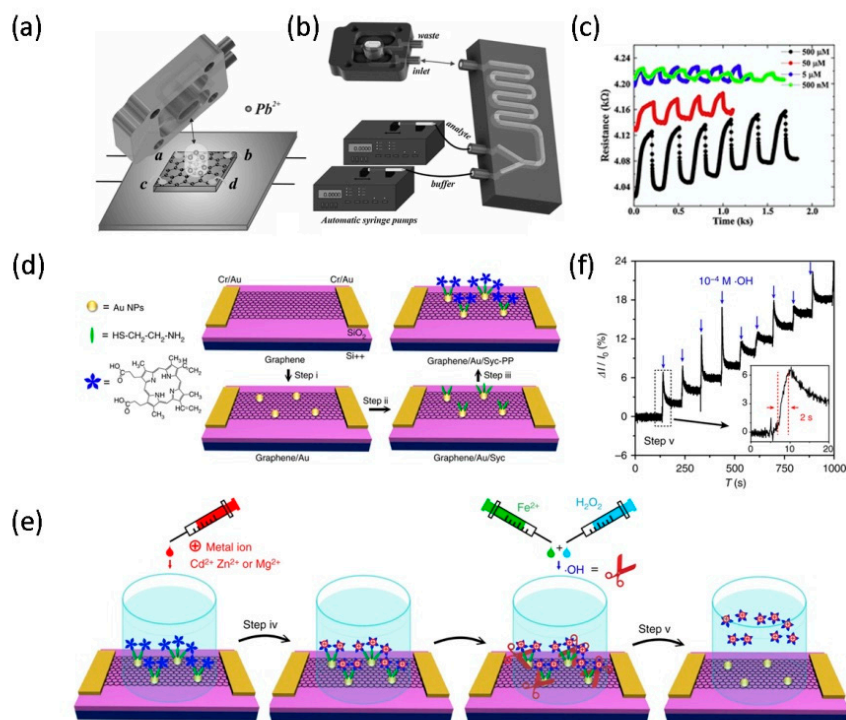 (a)
Pb2+
a
b
c
d
(b)
waste
inlet
analyte
buffer
Automatic syringe pumps
(c)
500 μM
50 μM
5 μM
500 nM
Resistance (kΩ)
4.24
4.20
4.16
4.12
4.08
4.04
0.0
0.5
1.0
1.5
2.0
Time (ks)
(d)
= Au NPs
= HS-CH2-CH2-NH2
=
Cr/Au
Cr/Au
SiO2
Si++
Graphene
Graphene/Au/Syc-PP
Step i
Step iii
Step ii
Graphene/Au
Graphene/Au/Syc
(f)
10−4 M ·OH
ΔI / I0 (%)
24
18
12
6
0
Step v
6
3
0
2 s
0
10
20
0
250
500
750
1000
T (s)
(e)
⊕ Metal ion
Cd2+ Zn2+ or Mg2+
Fe2+
H2O2
+
·OH =
Step iv
Step v